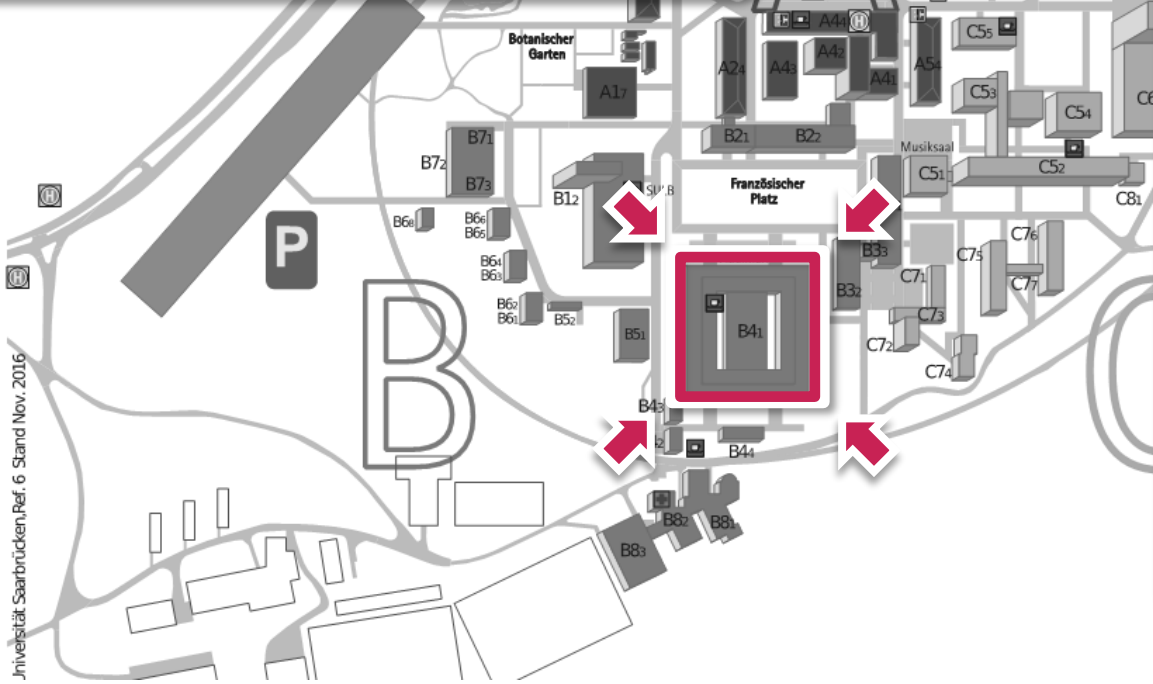 Botanischer
Garten
A17
A24
A43
A44
H
A42
A41
A54
C55
C53
C54
C6
B71
B72
B73
B21
B22
Musiksaal
C51
C52
C81
Französischer
Platz
B12
H
P
B68
B66
B65
B64
B63
B62
B61
B52
B51
B33
B32
B41
C71
C75
C76
C77
C73
C72
C74
H
B
B43
B44
B82
B81
B83
Universität Saarbrücken,Ref. 6 Stand Nov. 2016